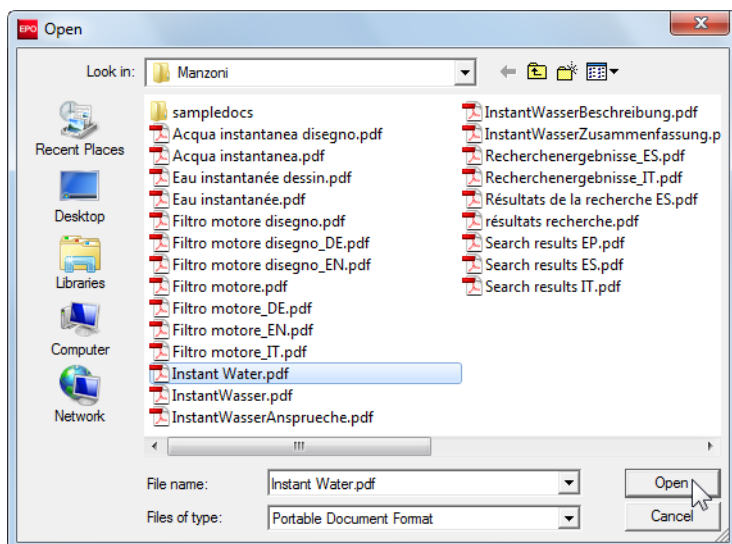 EPO Open
Look in: Manzoni
Recent Places
Desktop
Libraries
Computer
Network
sampledocs
Acqua instantanea disegno.pdf
Acqua instantanea.pdf
Eau instantanée dessin.pdf
Eau instantanée.pdf
Filtro motore disegno.pdf
Filtro motore disegno_DE.pdf
Filtro motore disegno_EN.pdf
Filtro motore.pdf
Filtro motore_DE.pdf
Filtro motore_EN.pdf
Filtro motore_IT.pdf
Instant Water.pdf
InstantWasser.pdf
InstantWasserAnsprueche.pdf
InstantWasserBeschreibung.pdf
InstantWasserZusammenfassung.p
Recherchenergebnisse_ES.pdf
Recherchenergebnisse_IT.pdf
Résultats de la recherche ES.pdf
résultats recherche.pdf
Search results EP.pdf
Search results ES.pdf
Search results IT.pdf
File name: Instant Water.pdf Open
Files of type: Portable Document Format Cancel